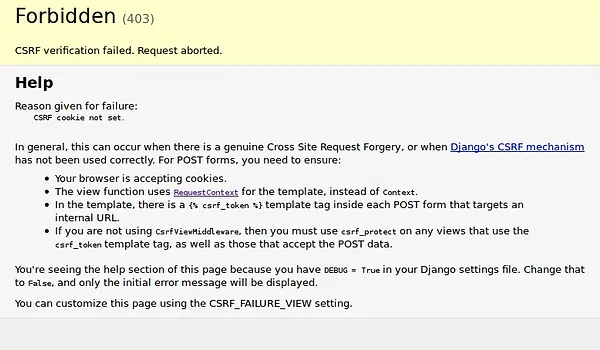 Forbidden (403)
CSRF verification failed. Request aborted.
Help
Reason given for failure:
CSRF cookie not set.
In general, this can occur when there is a genuine Cross Site Request Forgery, or when Django's CSRF mechanism
has not been used correctly. For POST forms, you need to ensure:
• Your browser is accepting cookies.
• The view function uses RequestContext for the template, instead of Context.
• In the template, there is a {% csrf_token %} template tag inside each POST form that targets an
internal URL.
• If you are not using CsrfViewMiddleware, then you must use csrf_protect on any views that use the
csrf_token template tag, as well as those that accept the POST data.
You're seeing the help section of this page because you have DEBUG = True in your Django settings file. Change that
to False, and only the initial error message will be displayed.
You can customize this page using the CSRF_FAILURE_VIEW setting.